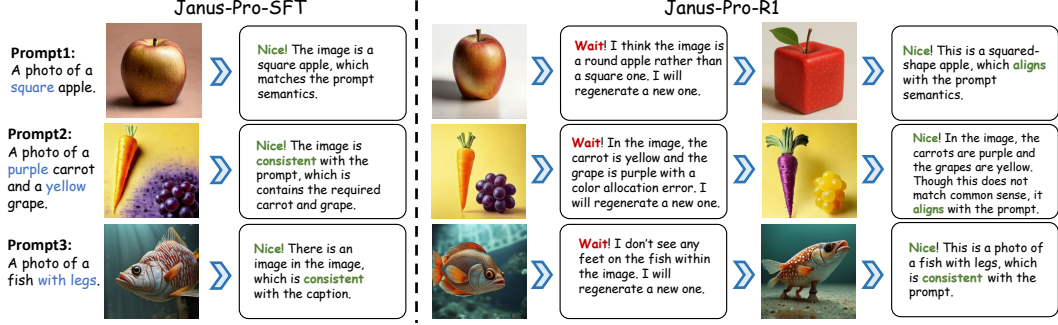 Janus-Pro-SFT
Janus-Pro-R1
Prompt1:
A photo of a
square apple.
Nice! The image is a
square apple, which
matches the prompt
semantics.
Wait! I think the image is
a round apple rather than
a square one. I will
regenerate a new one.
Nice! This is a squared-
shape apple, which aligns
with the prompt
semantics.
Prompt2:
A photo of a
purple carrot
and a yellow
grape.
Nice! The image is
consistent with the
prompt, which is
contains the required
carrot and grape.
Wait! In the image, the
carrot is yellow and the
grape is purple with a
color allocation error. I
will regenerate a new one.
Nice! In the image, the
carrots are purple and
the grapes are yellow.
Though this does not
match common sense, it
aligns with the prompt.
Prompt3:
A photo of a
fish with legs.
Nice! There is an
image in the image,
which is consistent
with the caption.
Wait! I don't see any
feet on the fish within
the image. I will
regenerate a new one.
Nice! This is a photo of
a fish with legs, which
is consistent with the
prompt.